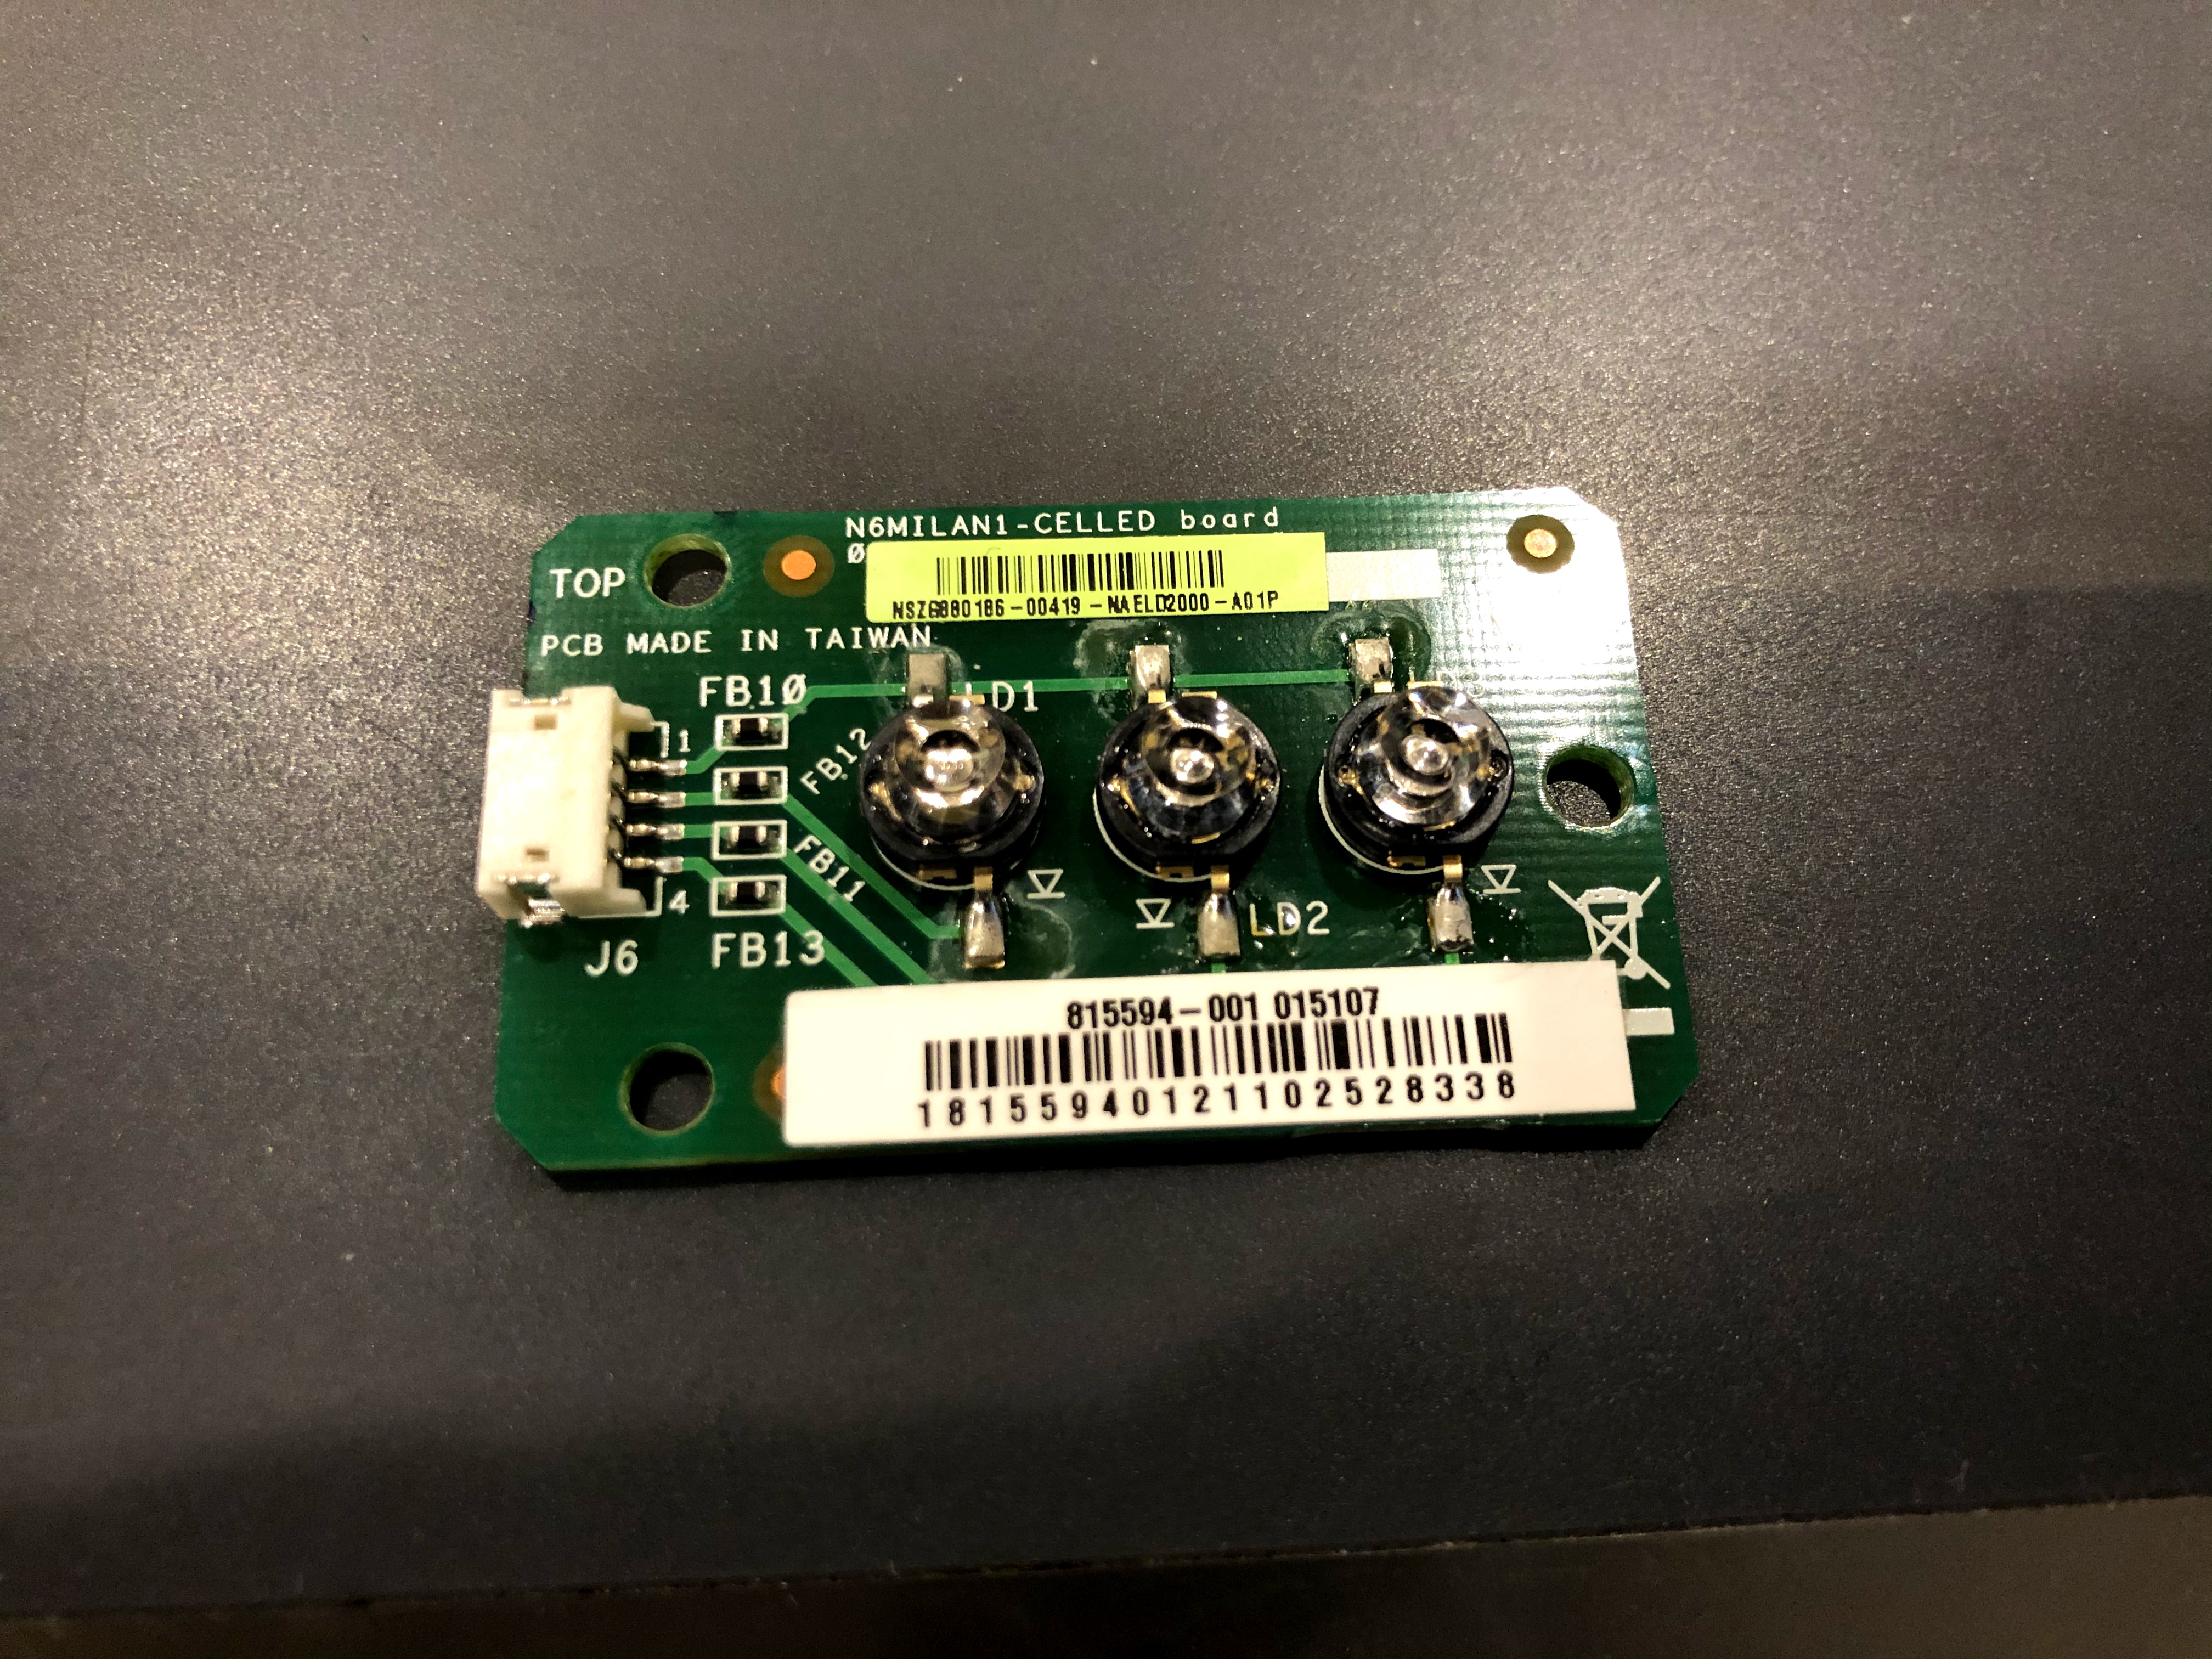 N6MILAN1-CELLED board
TOP
NSZG880186-00419-NAELD2000-A01P
PCB MADE IN TAIWAN
FB10
LD1
1
FB12
FB11
4
J6
FB13
LD2
815594-001 015107
18155940121102528338